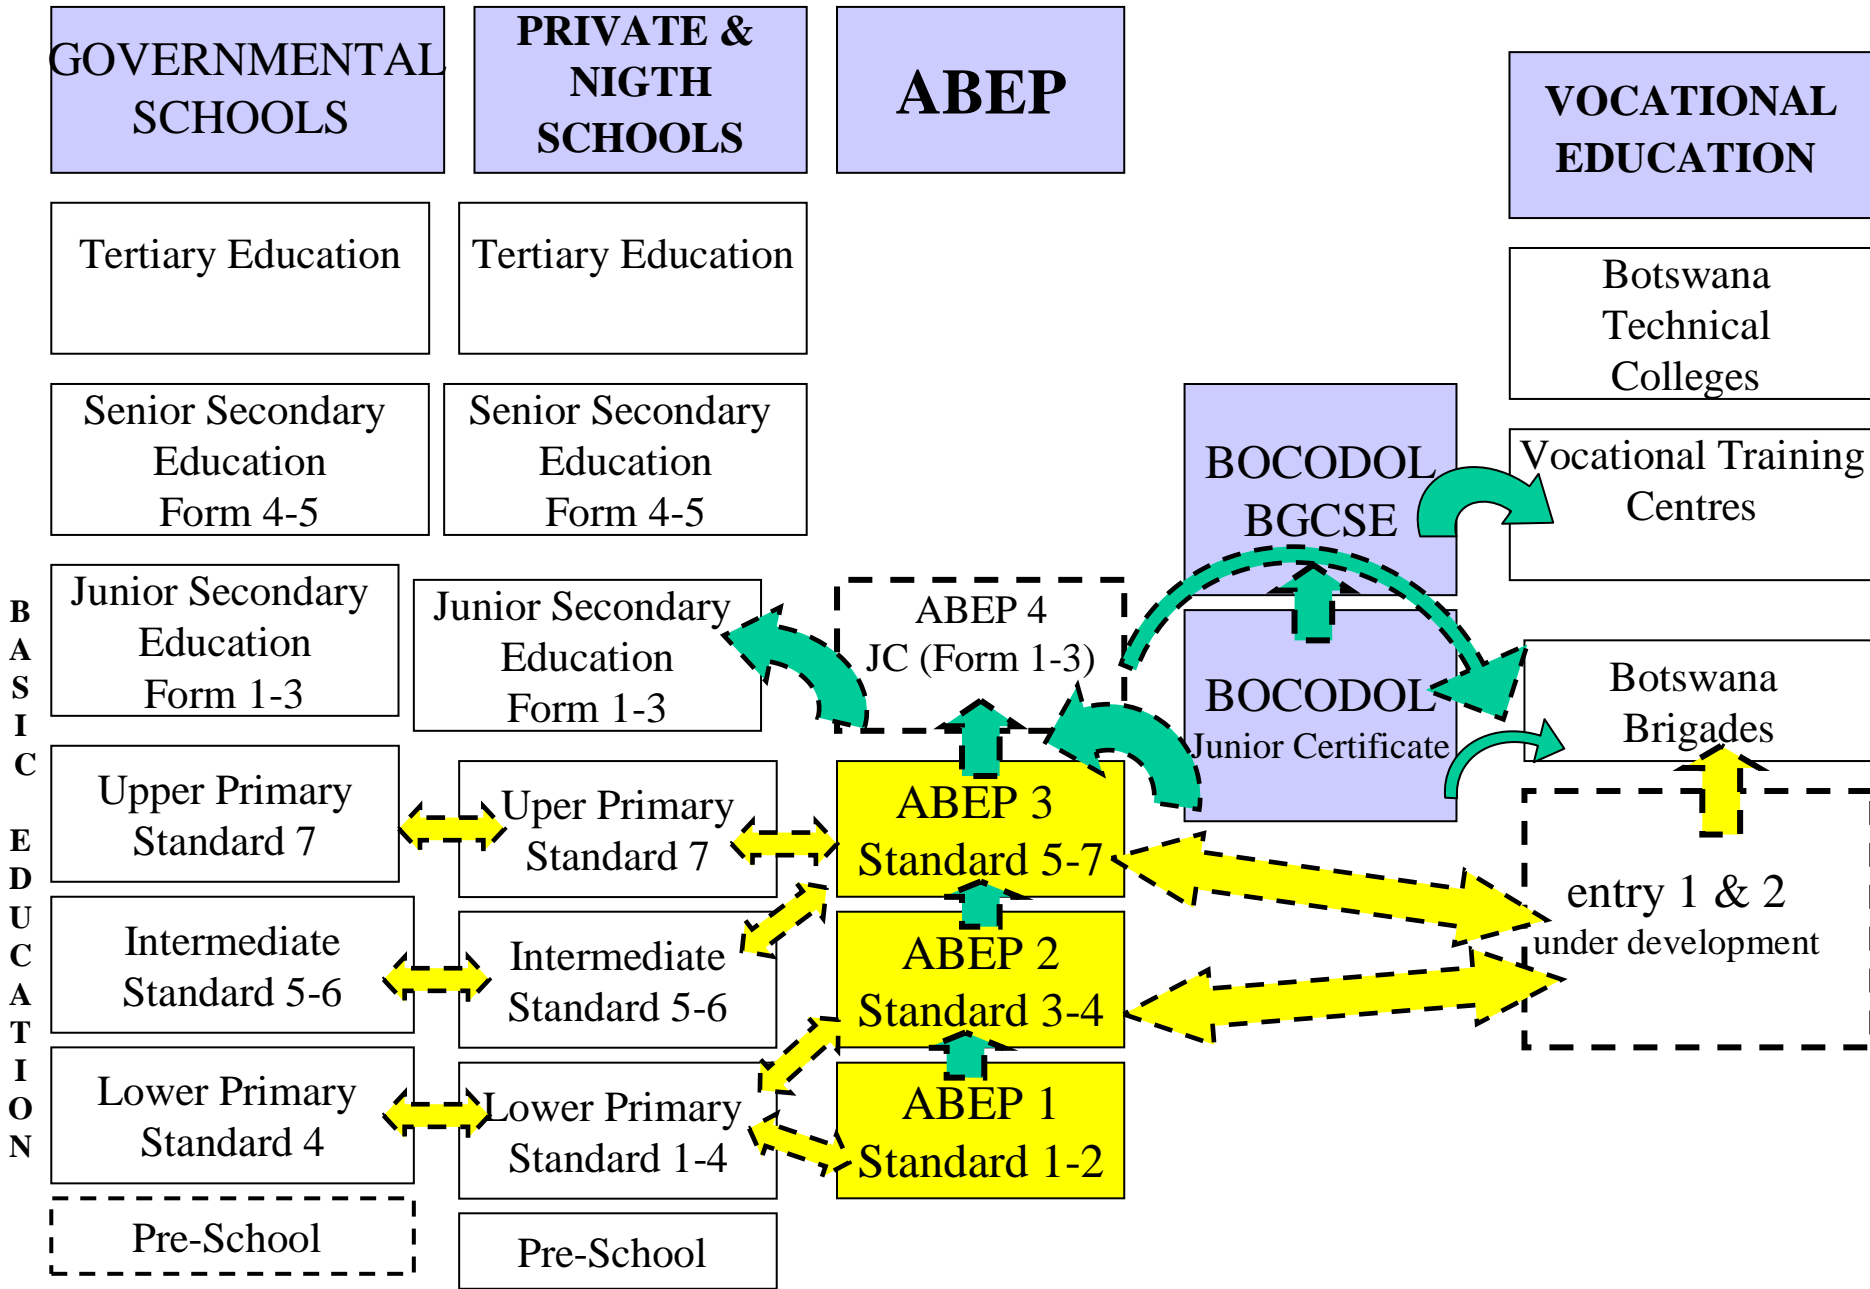 GOVERNMENTAL
SCHOOLS
PRIVATE &
NIGTH
SCHOOLS
ABEP
VOCATIONAL
EDUCATION
Tertiary Education
Tertiary Education
Botswana
Technical
Colleges
Senior Secondary
Education
Form 4-5
Senior Secondary
Education
Form 4-5
BOCODOL
BGCSE
Vocational Training
Centres
BASIC EDUCATION
Junior Secondary
Education
Form 1-3
Junior Secondary
Education
Form 1-3
ABEP 4
JC (Form 1-3)
BOCODOL
Junior Certificate
Botswana
Brigades
Upper Primary
Standard 7
Uper Primary
Standard 7
ABEP 3
Standard 5-7
entry 1 & 2
under development
Intermediate
Standard 5-6
Intermediate
Standard 5-6
ABEP 2
Standard 3-4
Lower Primary
Standard 4
Lower Primary
Standard 1-4
ABEP 1
Standard 1-2
Pre-School
Pre-School